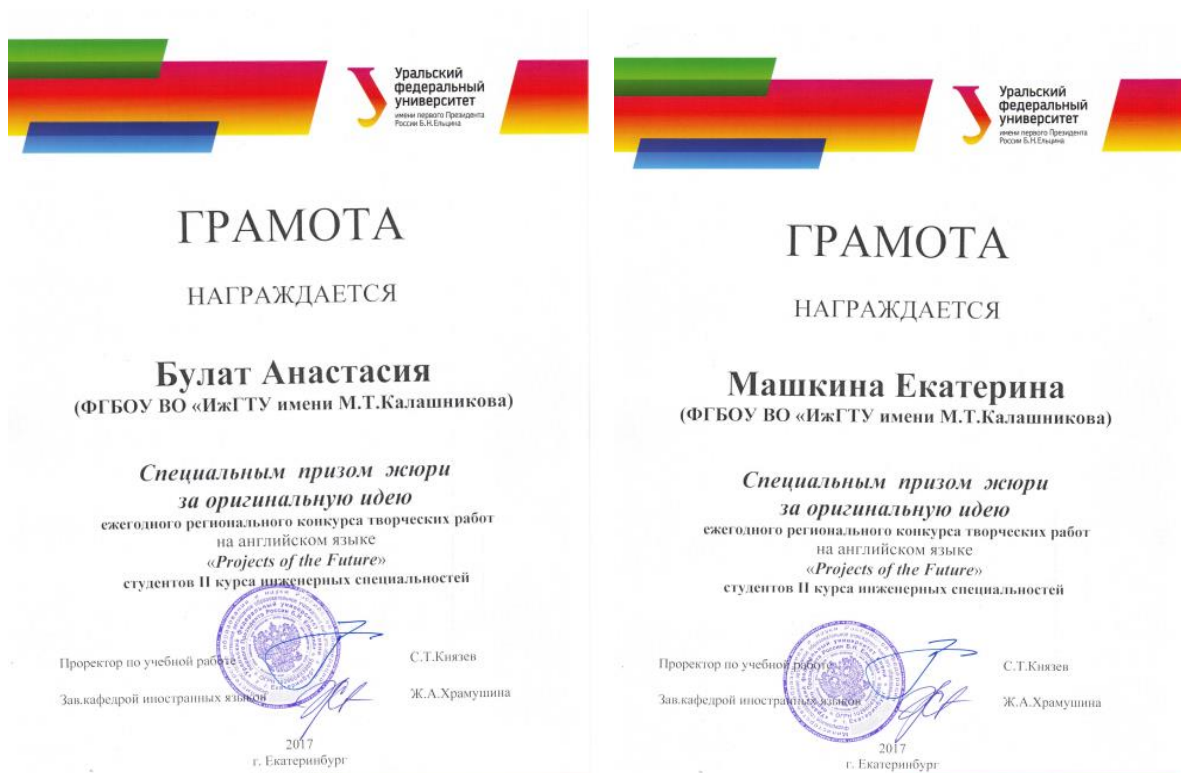 Уральский
федеральный
университет
имени первого Президента
России Б.Н.Ельцина
ГРАМОТА
НАГРАЖДАЕТСЯ
Булат Анастасия
(ФГБОУ ВО «ИжГТУ имени М.Т.Калашникова)
Специальным призом жюри
за оригинальную идею
ежегодного регионального конкурса творческих работ
на английском языке
«Projects of the Future»
студентов II курса инженерных специальностей
Проректор по учебной работе
С.Т.Князев
Зав.кафедрой иностранных языков
Ж.А.Храмушина
2017
г. Екатеринбург
Уральский
федеральный
университет
имени первого Президента
России Б.Н.Ельцина
ГРАМОТА
НАГРАЖДАЕТСЯ
Машкина Екатерина
(ФГБОУ ВО «ИжГТУ имени М.Т.Калашникова)
Специальным призом жюри
за оригинальную идею
ежегодного регионального конкурса творческих работ
на английском языке
«Projects of the Future»
студентов II курса инженерных специальностей
Проректор по учебной работе
С.Т.Князев
Зав.кафедрой иностранных языков
Ж.А.Храмушина
2017
г. Екатеринбург